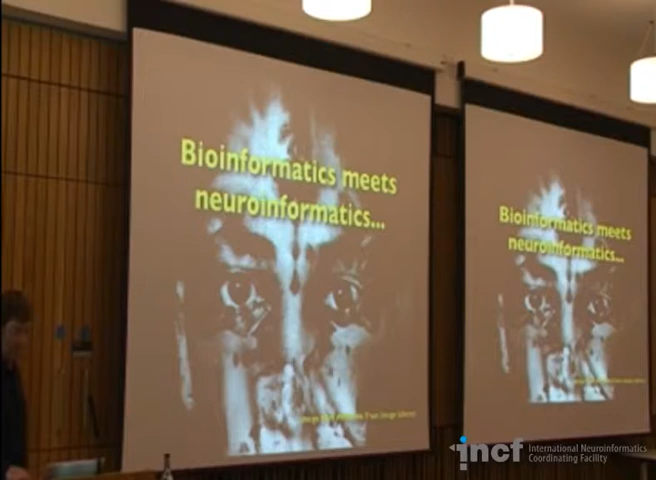 Bioinformatics meets
neuroinformatics...
Bioinformatics meets
neuroinformatics...
incf International Neuroinformatics
Coordinating Facility